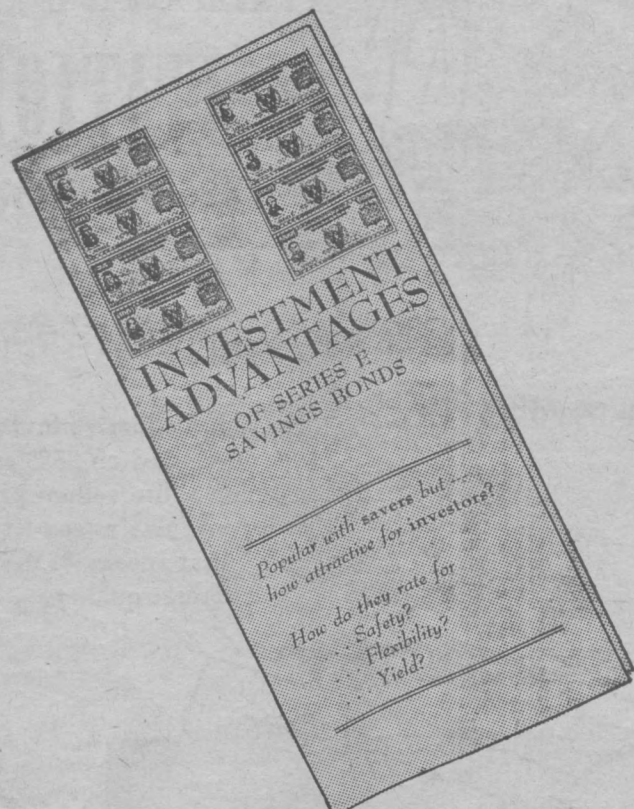 INVESTMENT
ADVANTAGES
OF SERIES E
SAVINGS BONDS
Popular with savers but . . .
how attractive for investors?
How do they rate for
. . . Safety?
. . . Flexibility?
. . . Yield?